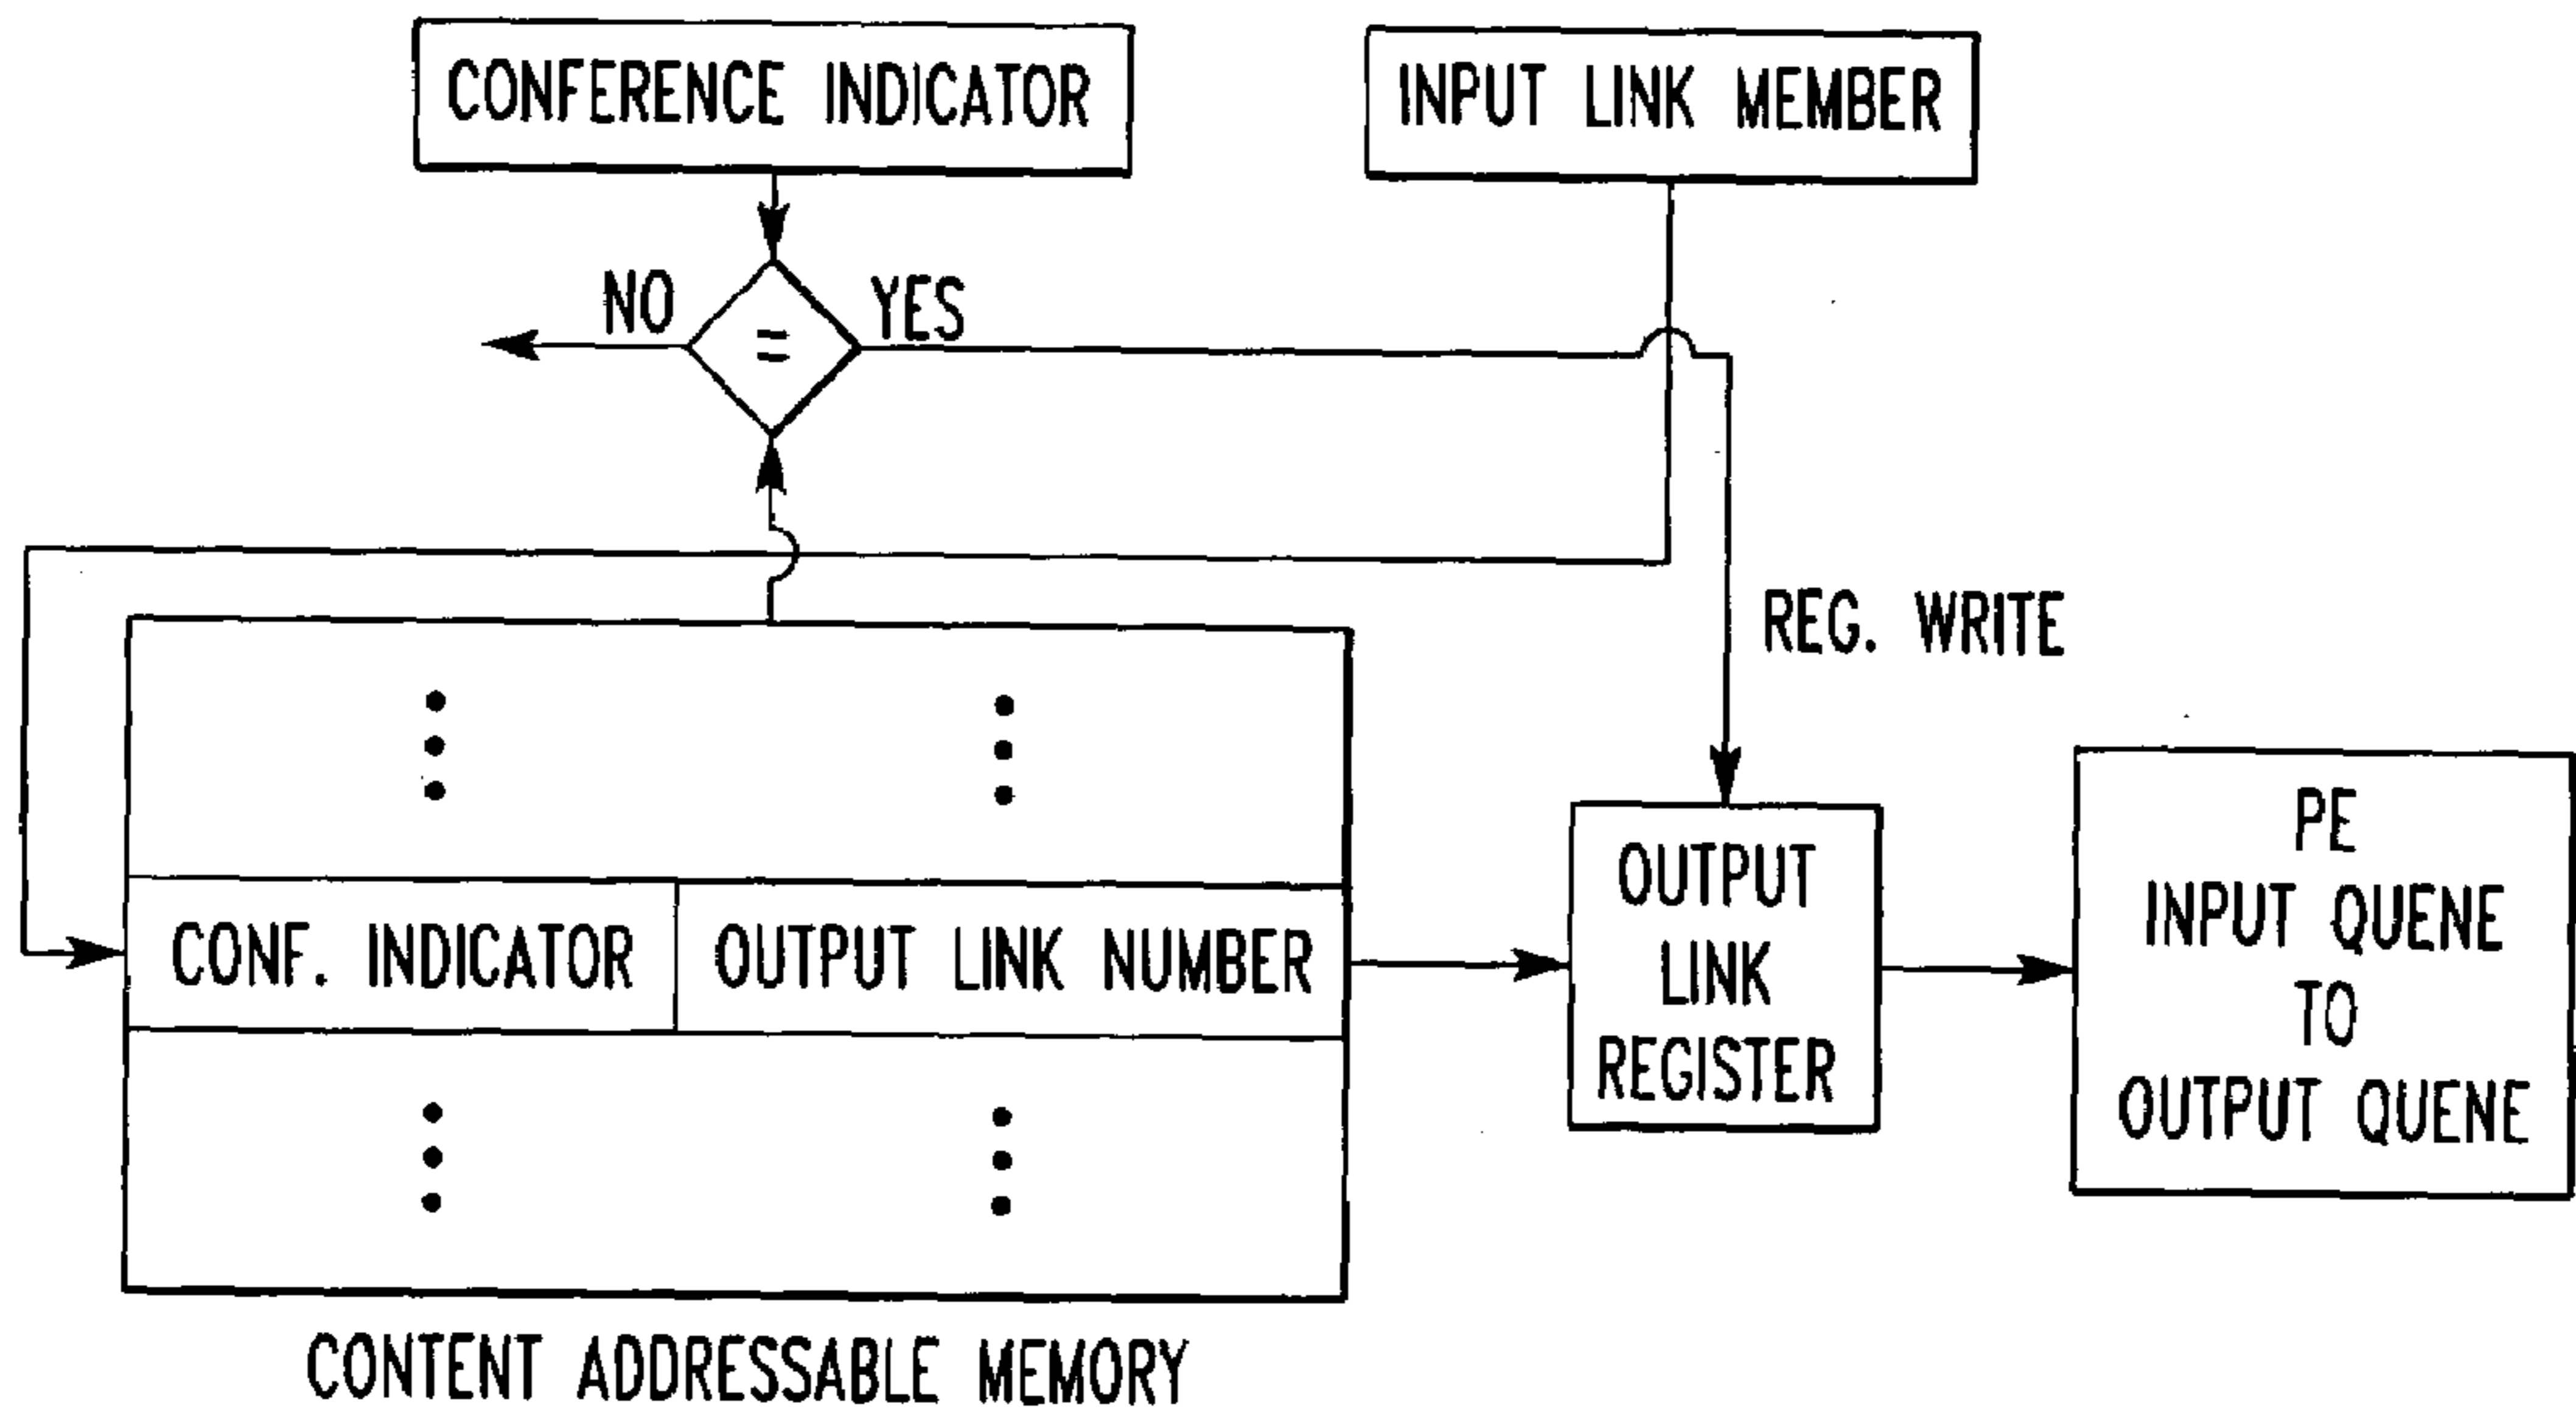 CONFERENCE INDICATOR
INPUT LINK MEMBER
NO
=
YES
REG. WRITE
CONF. INDICATOR
OUTPUT LINK NUMBER
OUTPUT
LINK
REGISTER
PE
INPUT QUENE
TO
OUTPUT QUENE
CONTENT ADDRESSABLE MEMORY